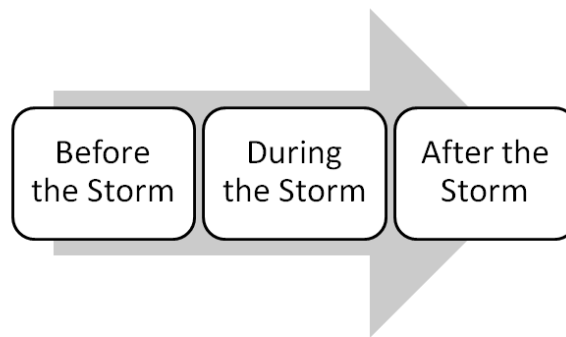 Before
the Storm
During
the Storm
After the
Storm